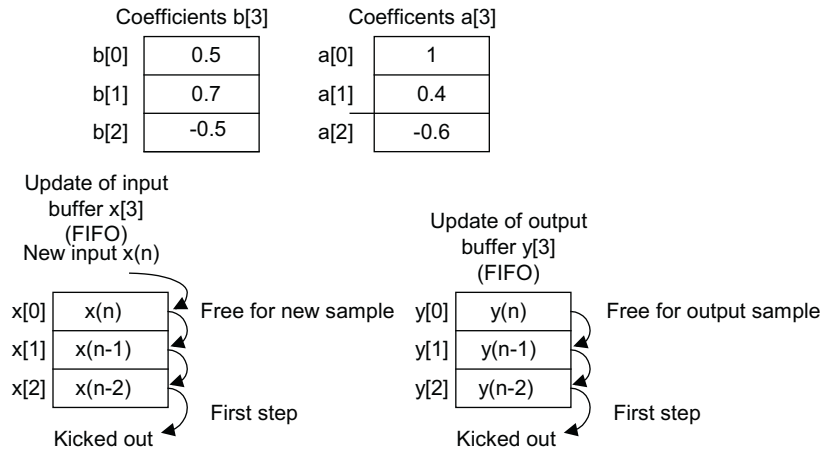 Coefficients b[3]
Coefficents a[3]
b[0] 0.5
b[1] 0.7
b[2] -0.5
a[0] 1
a[1] 0.4
a[2] -0.6
Update of input
buffer x[3]
(FIFO)
New input x(n)
x[0] x(n) Free for new sample
x[1] x(n-1)
x[2] x(n-2)
First step
Kicked out
Update of output
buffer y[3]
(FIFO)
y[0] y(n) Free for output sample
y[1] y(n-1)
y[2] y(n-2)
First step
Kicked out